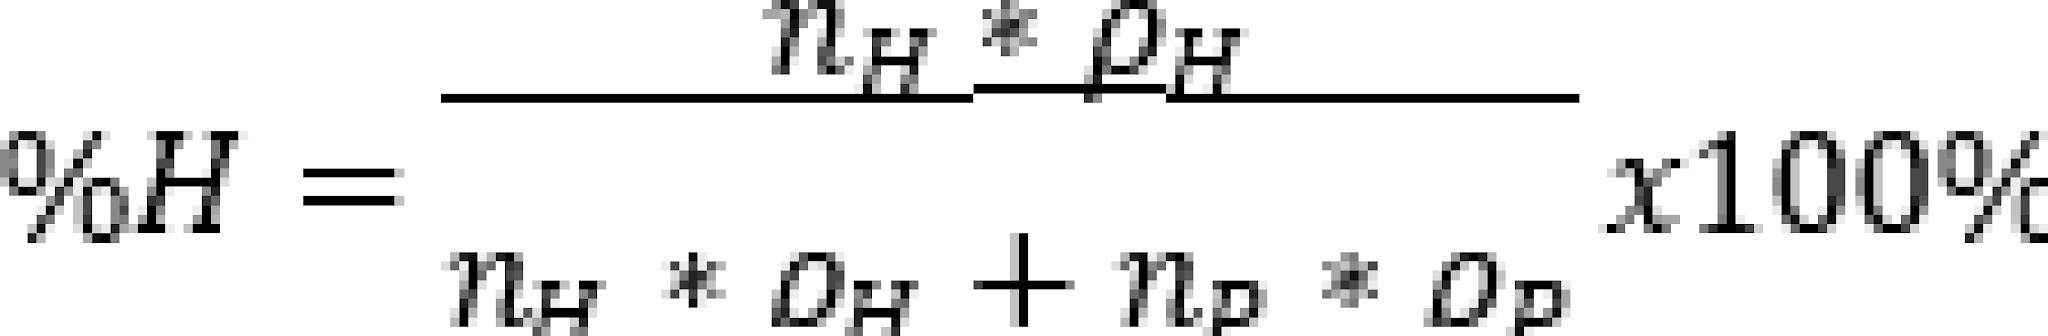 n_H * ρ_H
%H = ――― x100%
n_H * ρ_H + n_P * ρ_P